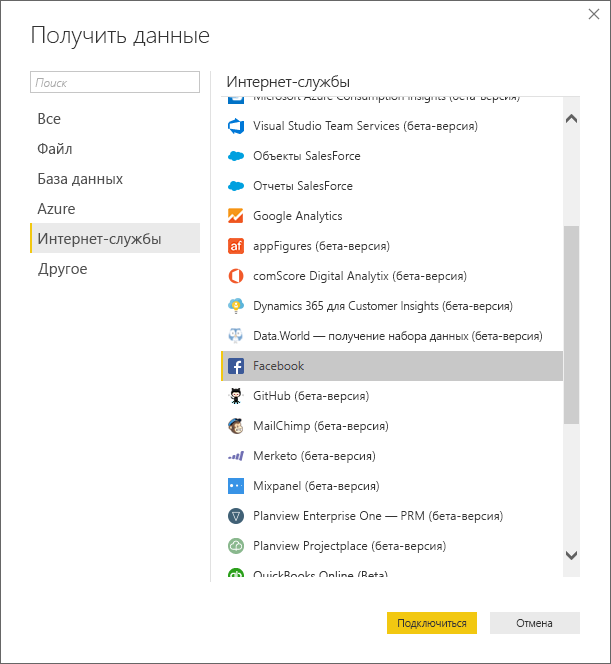 Получить данные
Поиск
Все
Файл
База данных
Azure
Интернет-службы
Другое
Интернет-службы
Microsoft Azure Consumption Insights (бета-версия)
Visual Studio Team Services (бета-версия)
Объекты SalesForce
Отчеты SalesForce
Google Analytics
appFigures (бета-версия)
comScore Digital Analytix (бета-версия)
Dynamics 365 для Customer Insights (бета-версия)
Data.World — получение набора данных (бета-версия)
Facebook
GitHub (бета-версия)
MailChimp (бета-версия)
Merketo (бета-версия)
Mixpanel (бета-версия)
Planview Enterprise One — PRM (бета-версия)
Planview Projectplace (бета-версия)
QuickBooks Online (Beta)
Подключиться
Отмена